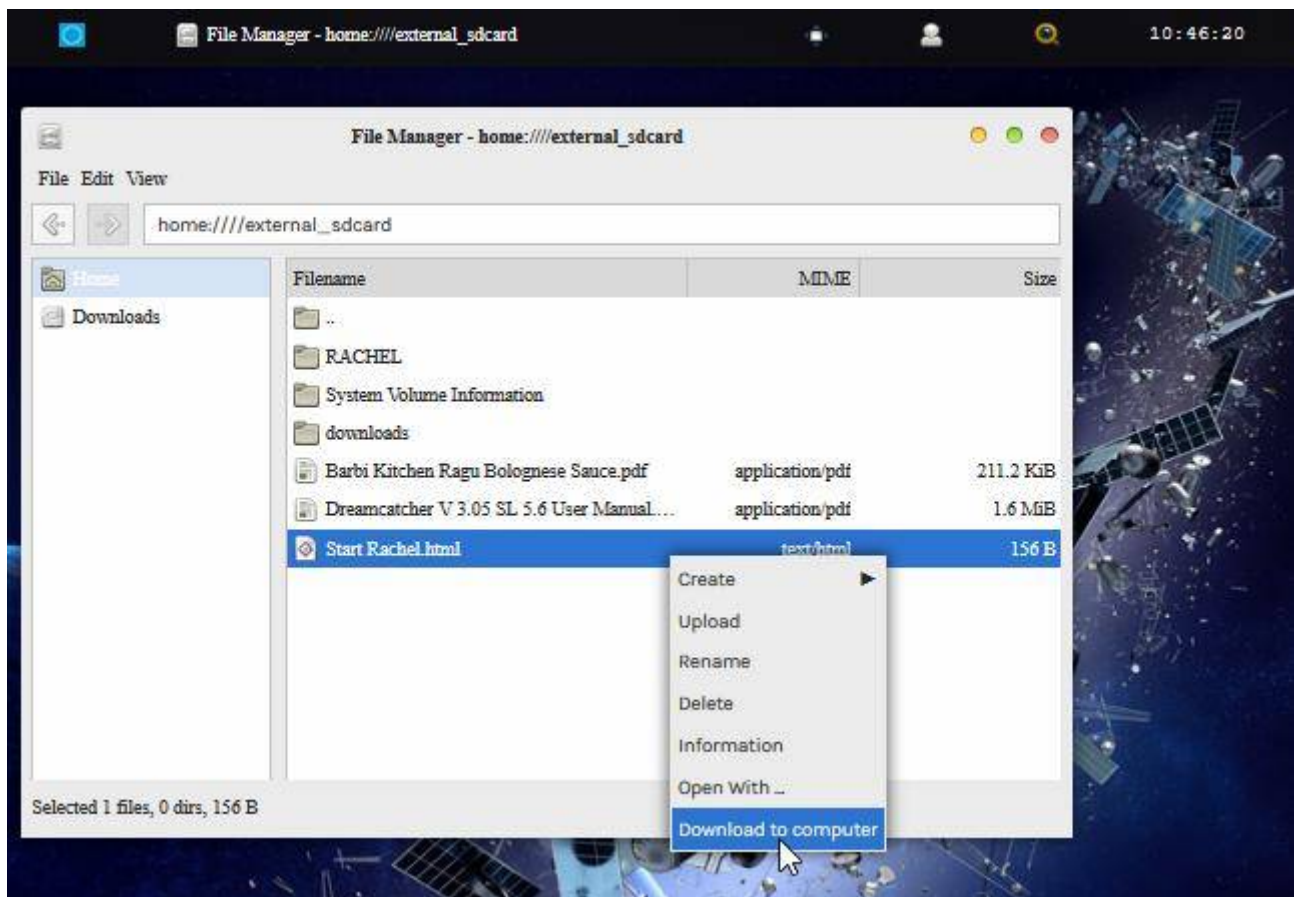 File Manager - home:////external_sdcard 10:46:20
File Manager - home:////external_sdcard
File Edit View
home:////external_sdcard
Home
Downloads
Filename MIME Size
..
RACHEL
System Volume Information
downloads
Barbi Kitchen Ragu Bolognese Sauce.pdf application/pdf 211.2 KiB
Dreamcatcher V 3.05 SL 5.6 User Manual.... application/pdf 1.6 MiB
Start Rachel.html text/html 156 B
Create
Upload
Rename
Delete
Information
Open With ...
Download to computer
Selected 1 files, 0 dirs, 156 B